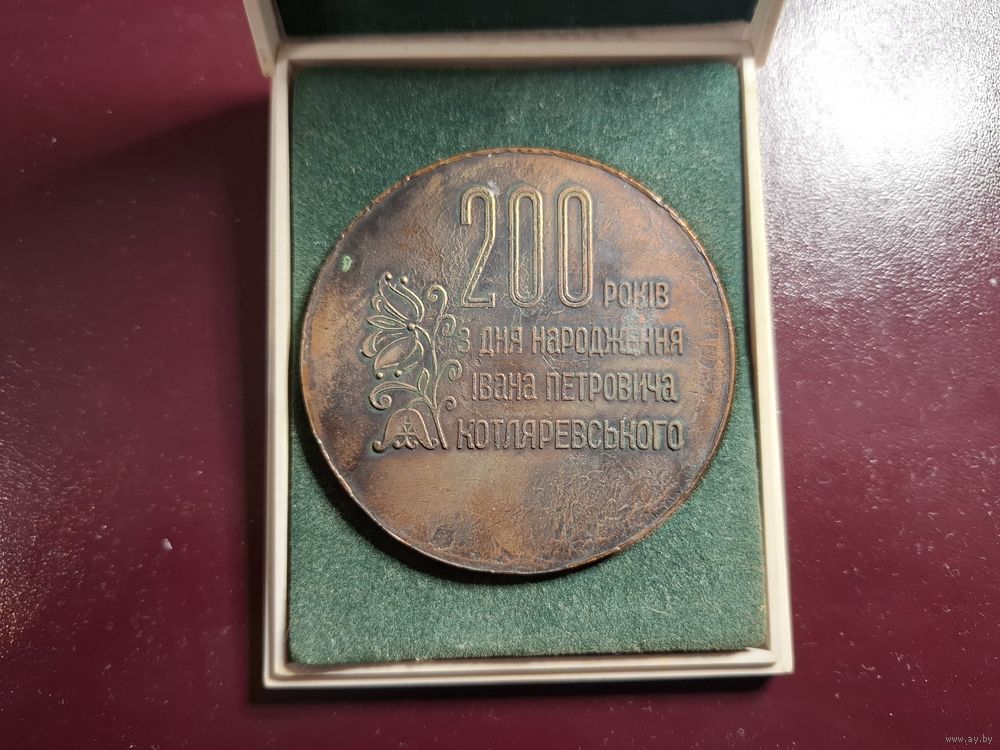 200 РОКІВ
З ДНЯ НАРОДЖЕННЯ
ІВАНА ПЕТРОВИЧА
КОТЛЯРЕВСЬКОГО
www.ay.by